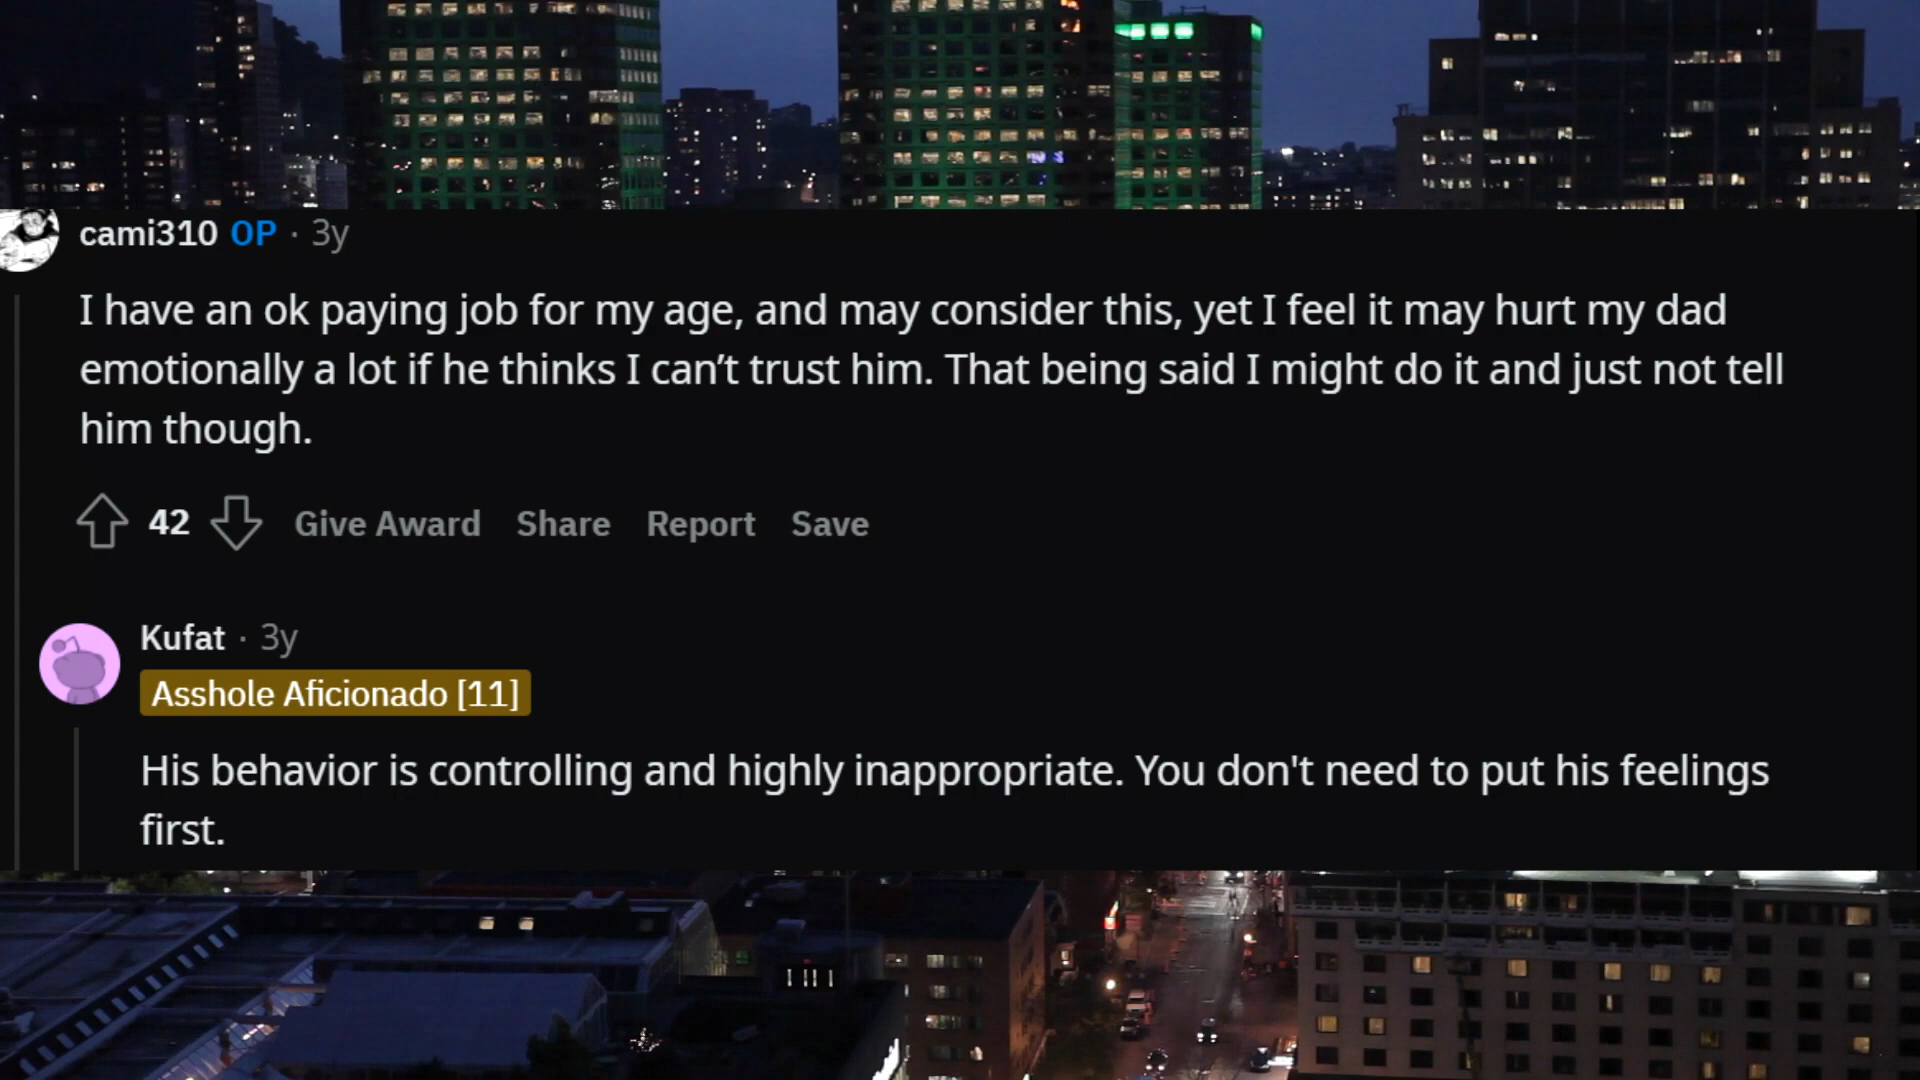 cami310 OP · 3y
I have an ok paying job for my age, and may consider this, yet I feel it may hurt my dad
emotionally a lot if he thinks I can’t trust him. That being said I might do it and just not tell
him though.
42 Give Award Share Report Save
Kufat · 3y
Asshole Aficionado [11]
His behavior is controlling and highly inappropriate. You don't need to put his feelings
first.